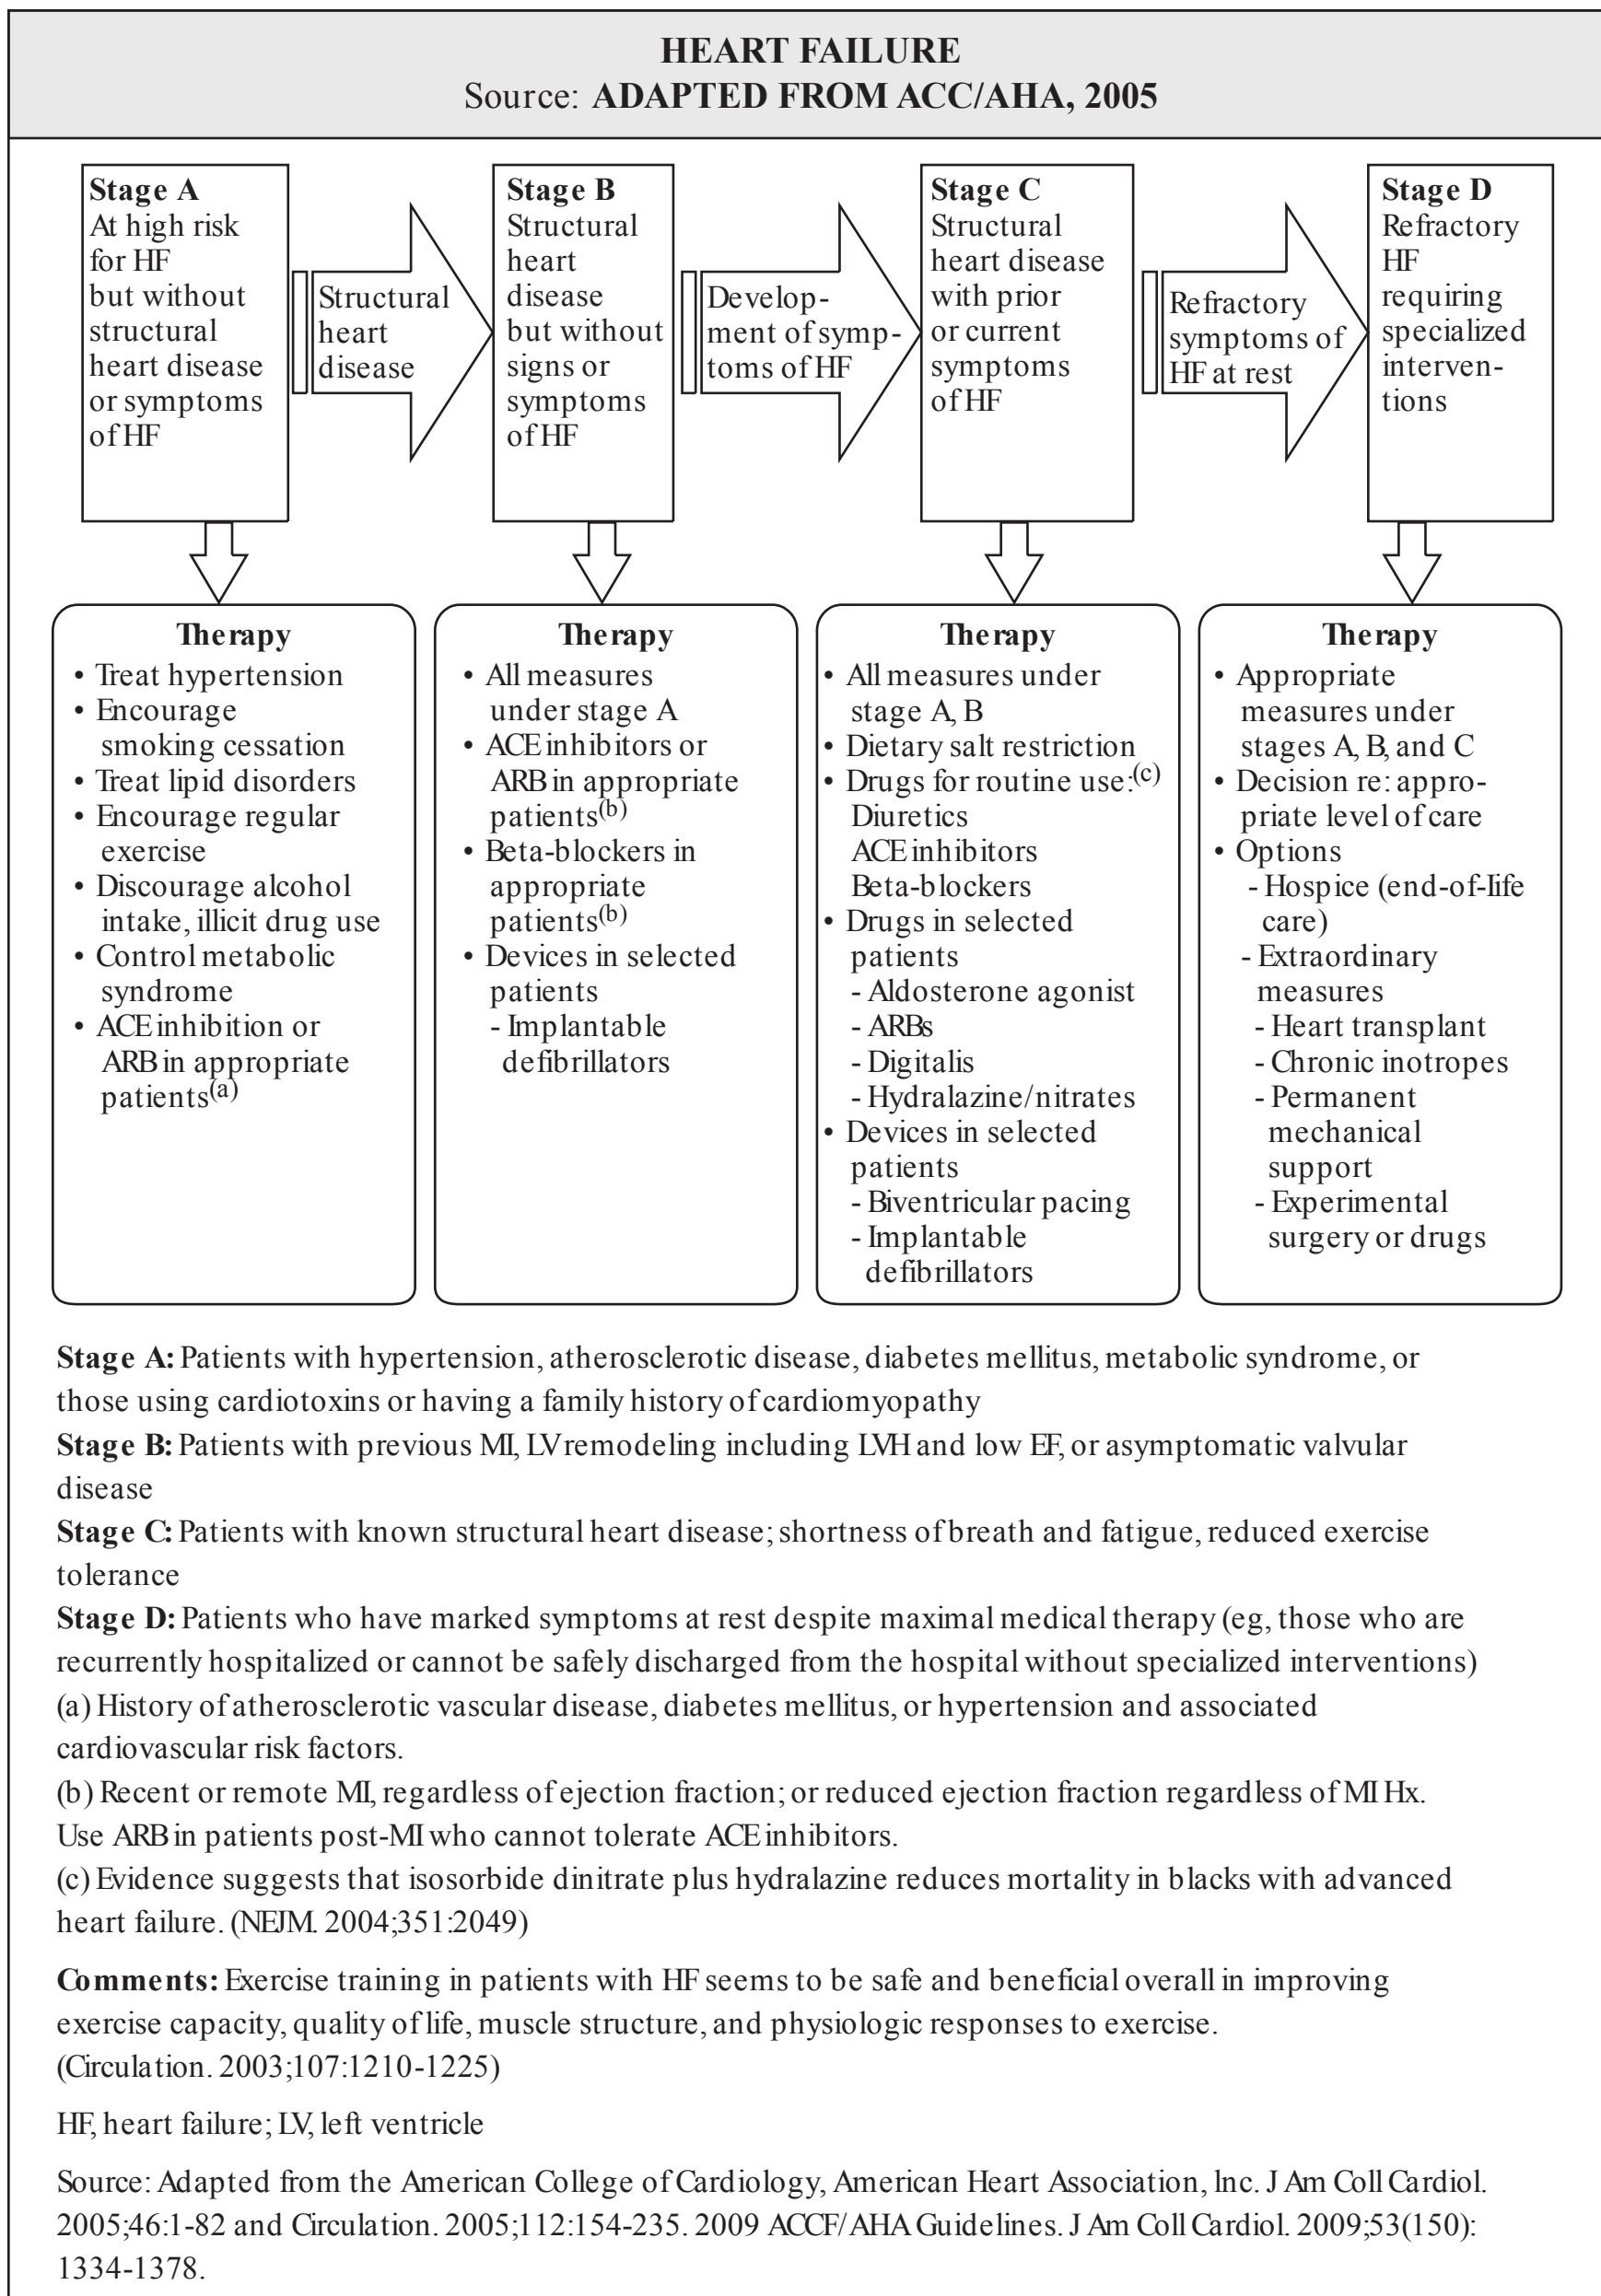 HEART FAILURE
Source: ADAPTED FROM ACC/AHA, 2005
Stage A
At high risk
for HF
but without
structural
heart disease
or symptoms
of HF
Structural
heart
disease
Stage B
Structural
heart
disease
but without
signs or
symptoms
of HF
Develop-
ment of symp-
toms of HF
Stage C
Structural
heart disease
with prior
or current
symptoms
of HF
Refractory
symptoms of
HF at rest
Stage D
Refractory
HF
requiring
specialized
interven-
tions
Therapy
• Treat hypertension
• Encourage
smoking cessation
• Treat lipid disorders
• Encourage regular
exercise
• Discourage alcohol
intake, illicit drug use
• Control metabolic
syndrome
• ACE inhibition or
ARB in appropriate
patients(a)
Therapy
• All measures
under stage A
• ACE inhibitors or
ARB in appropriate
patients(b)
• Beta-blockers in
appropriate
patients(b)
• Devices in selected
patients
- Implantable
defibrillators
Therapy
• All measures under
stage A, B
• Dietary salt restriction
• Drugs for routine use:(c)
Diuretics
ACE inhibitors
Beta-blockers
• Drugs in selected
patients
- Aldosterone agonist
- ARBs
- Digitalis
- Hydralazine/nitrates
• Devices in selected
patients
- Biventricular pacing
- Implantable
defibrillators
Therapy
• Appropriate
measures under
stages A, B, and C
• Decision re: appro-
priate level of care
• Options
- Hospice (end-of-life
care)
- Extraordinary
measures
- Heart transplant
- Chronic inotropes
- Permanent
mechanical
support
- Experimental
surgery or drugs
Stage A: Patients with hypertension, atherosclerotic disease, diabetes mellitus, metabolic syndrome, or
those using cardiotoxins or having a family history of cardiomyopathy
Stage B: Patients with previous MI, LV remodeling including LVH and low EF, or asymptomatic valvular
disease
Stage C: Patients with known structural heart disease; shortness of breath and fatigue, reduced exercise
tolerance
Stage D: Patients who have marked symptoms at rest despite maximal medical therapy (eg, those who are
recurrently hospitalized or cannot be safely discharged from the hospital without specialized interventions)
(a) History of atherosclerotic vascular disease, diabetes mellitus, or hypertension and associated
cardiovascular risk factors.
(b) Recent or remote MI, regardless of ejection fraction; or reduced ejection fraction regardless of MI Hx.
Use ARB in patients post-MI who cannot tolerate ACE inhibitors.
(c) Evidence suggests that isosorbide dinitrate plus hydralazine reduces mortality in blacks with advanced
heart failure. (NEJM. 2004;351:2049)
Comments: Exercise training in patients with HF seems to be safe and beneficial overall in improving
exercise capacity, quality of life, muscle structure, and physiologic responses to exercise.
(Circulation. 2003;107:1210-1225)
HF, heart failure; LV, left ventricle
Source: Adapted from the American College of Cardiology, American Heart Association, Inc. J Am Coll Cardiol.
2005;46:1-82 and Circulation. 2005;112:154-235. 2009 ACCF/AHA Guidelines. J Am Coll Cardiol. 2009;53(150):
1334-1378.